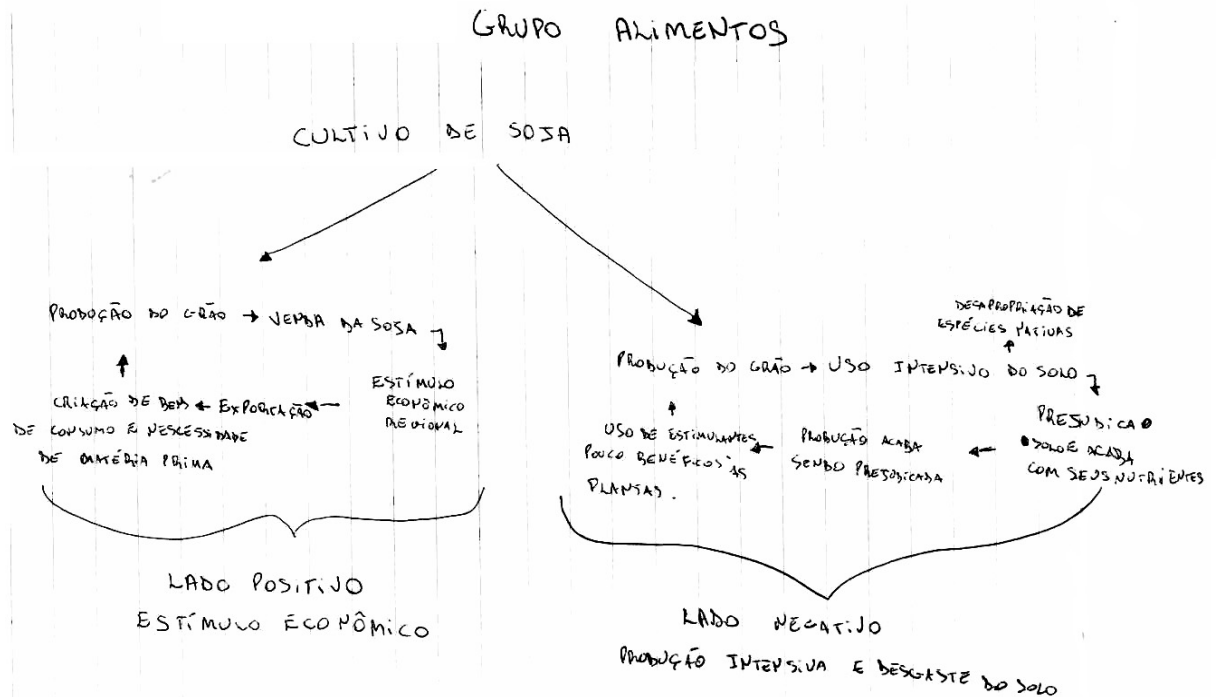 GRUPO ALIMENTOS
CULTIVO DE SOJA
PRODUÇÃO DO GRÃO → VENDA DA SOJA
ESTÍMULO
ECONÔMICO
REGIONAL
CRIAÇÃO DE BENS ← EXPORTAÇÃO ←
DE CONSUMO E NESCESSIDADE
DE MATÉRIA PRIMA
LADO POSITIVO
ESTÍMULO ECONÔMICO
DESAPROPRIAÇÃO DE
ESPÉCIES NATIVAS
PRODUÇÃO DO GRÃO → USO INTENSIVO DO SOLO
PREJUDICA O
SOLO E ACABA
COM SEUS NUTRIENTES
PRODUÇÃO ACABA
SENDO PREJUDICADA
USO DE ESTIMULANTES
POUCO BENÉFICOS ÀS
PLANTAS.
LADO NEGATIVO
PRODUÇÃO INTENSIVA E DESGASTE DO SOLO